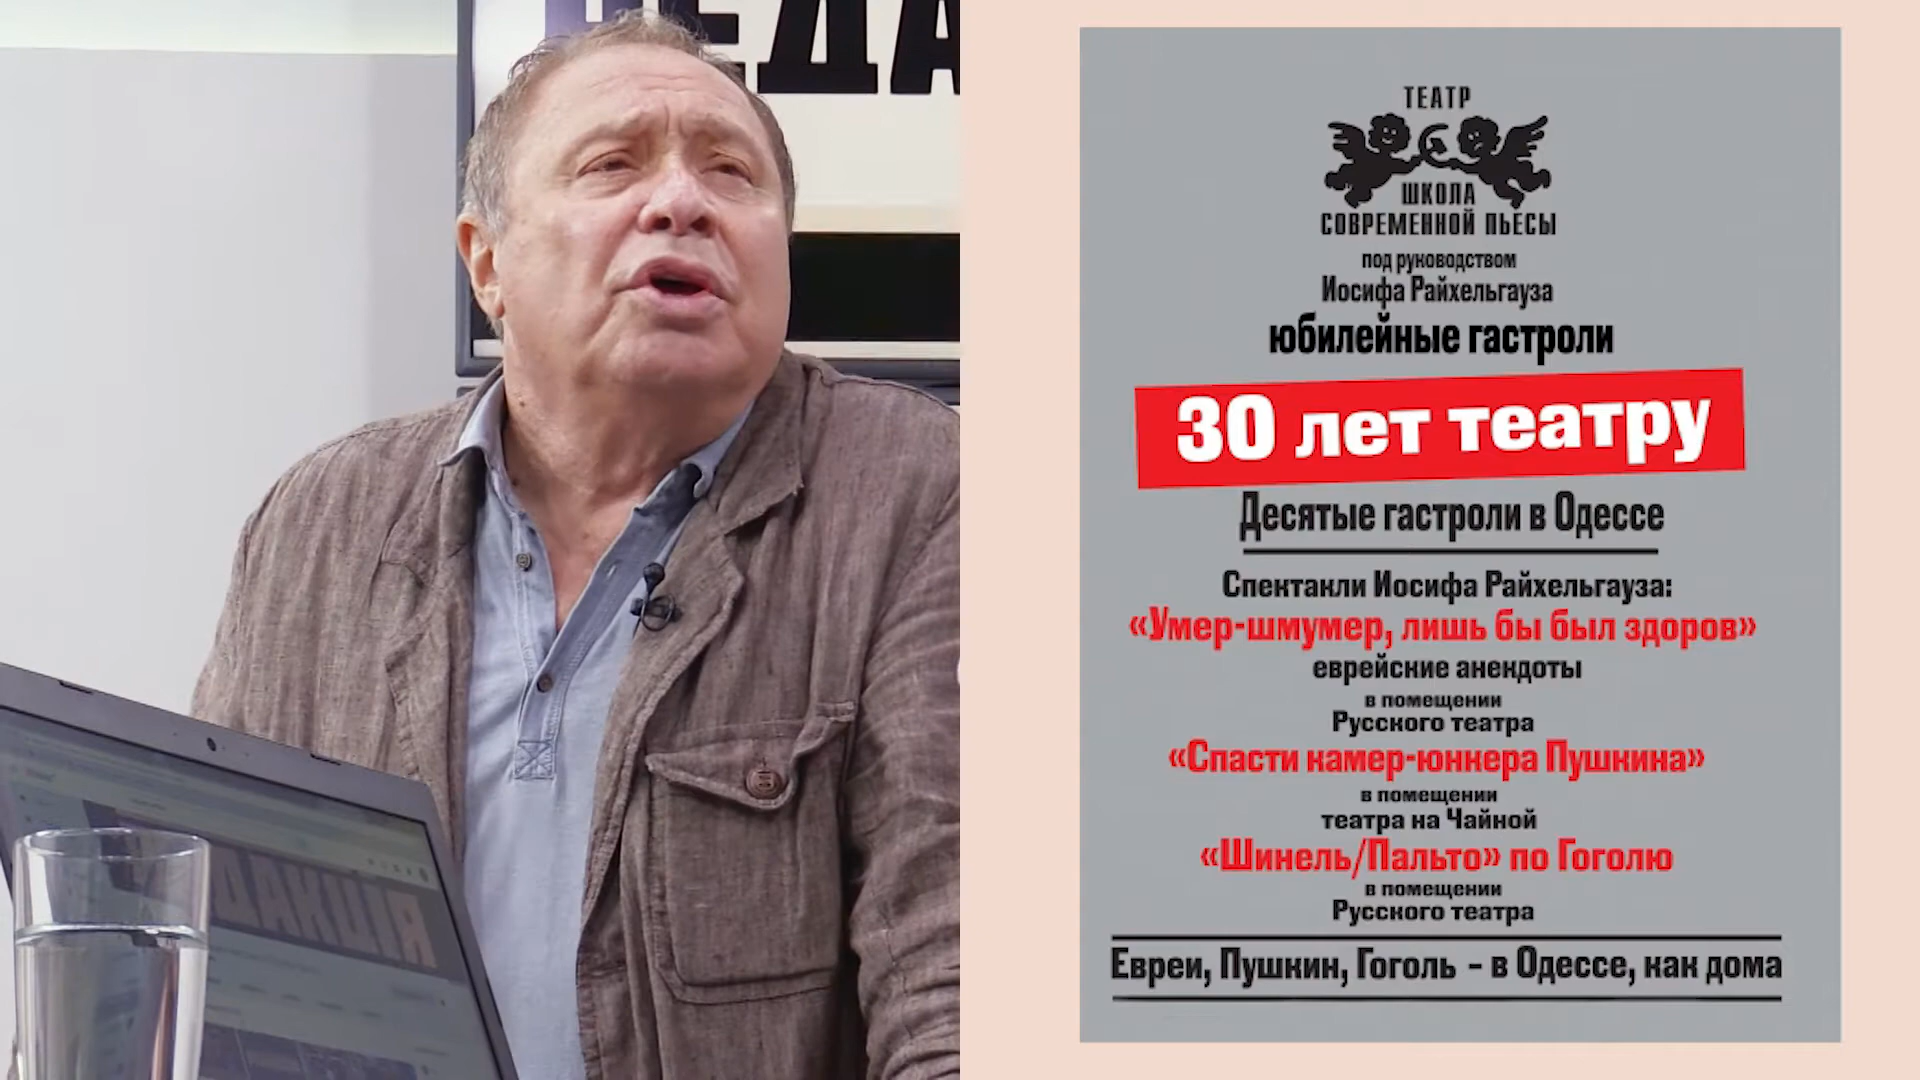 ЕДА
ТЕАТР
ШКОЛА
СОВРЕМЕННОЙ ПЬЕСЫ
под руководством
Иосифа Райхельгауза
юбилейные гастроли
30 лет театру
Десятые гастроли в Одессе
Спектакли Иосифа Райхельгауза:
«Умер-шмумер, лишь бы был здоров»
еврейские анекдоты
в помещении
Русского театра
«Спасти камер-юнкера Пушкина»
в помещении
театра на Чайной
«Шинель/Пальто» по Гоголю
в помещении
Русского театра
Евреи, Пушкин, Гоголь - в Одессе, как дома